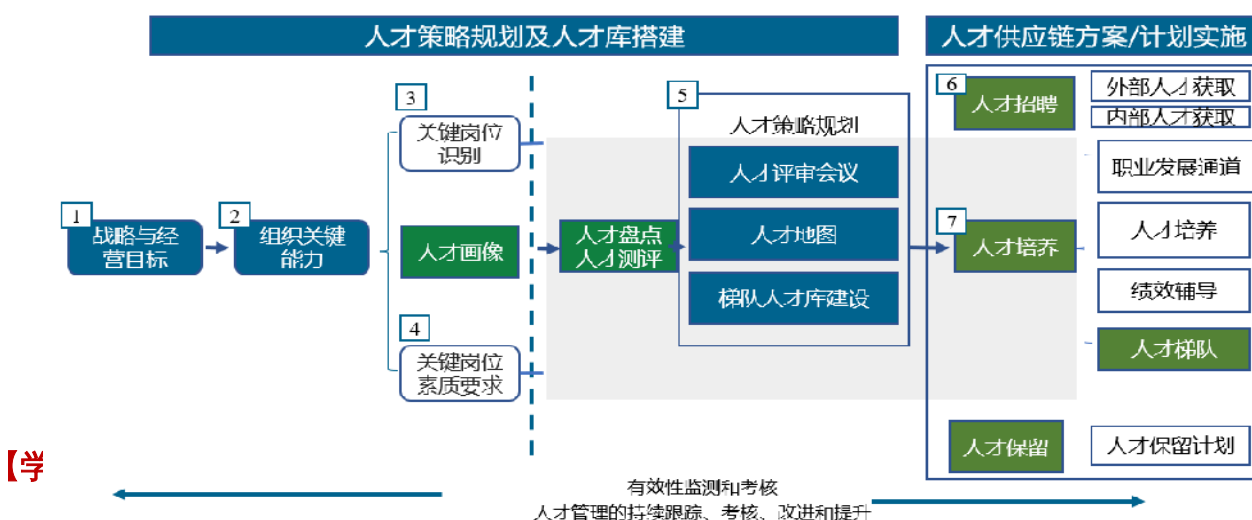 人才策略规划及人才库搭建
人才供应链方案/计划实施
1
战略与经
营目标
2
组织关键
能力
3
关键岗位
识别
人才画像
4
关键岗位
素质要求
人才盘点
人才测评
5
人才策略规划
人才评审会议
人才地图
梯队人才库建设
6
人才招聘
外部人才获取
内部人才获取
7
人才培养
职业发展通道
人才培养
绩效辅导
人才梯队
人才保留
人才保留计划
【学
有效性监测和考核
人才管理的持续跟踪、考核、改进和提升